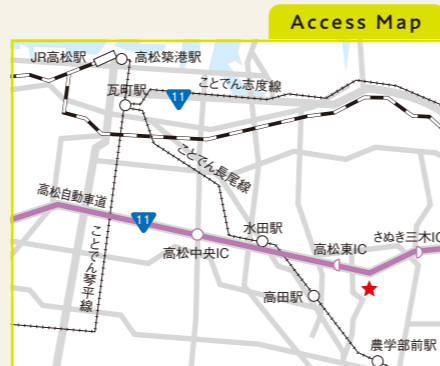 Access Map
JR高松駅
高松築港駅
瓦町駅
11
ことでん志度線
ことでん長尾線
高松自動車道
11
ことでん琴平線
高松中央IC
水田駅
高松東IC
さぬき三木IC
高田駅
農学部前駅